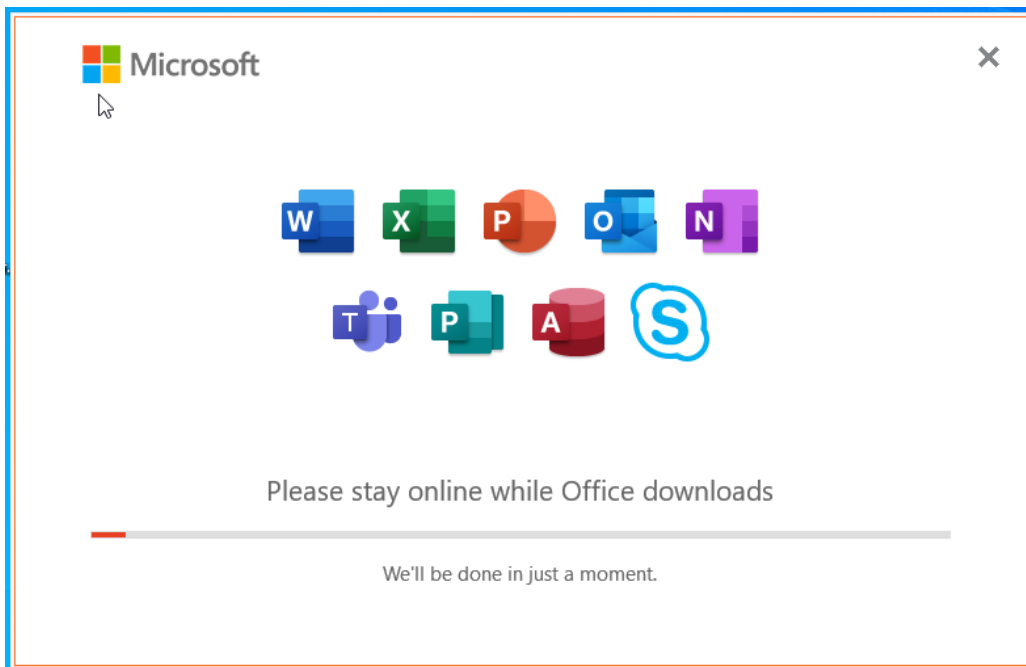 Microsoft
W X P O N
T P A S
Please stay online while Office downloads
We'll be done in just a moment.